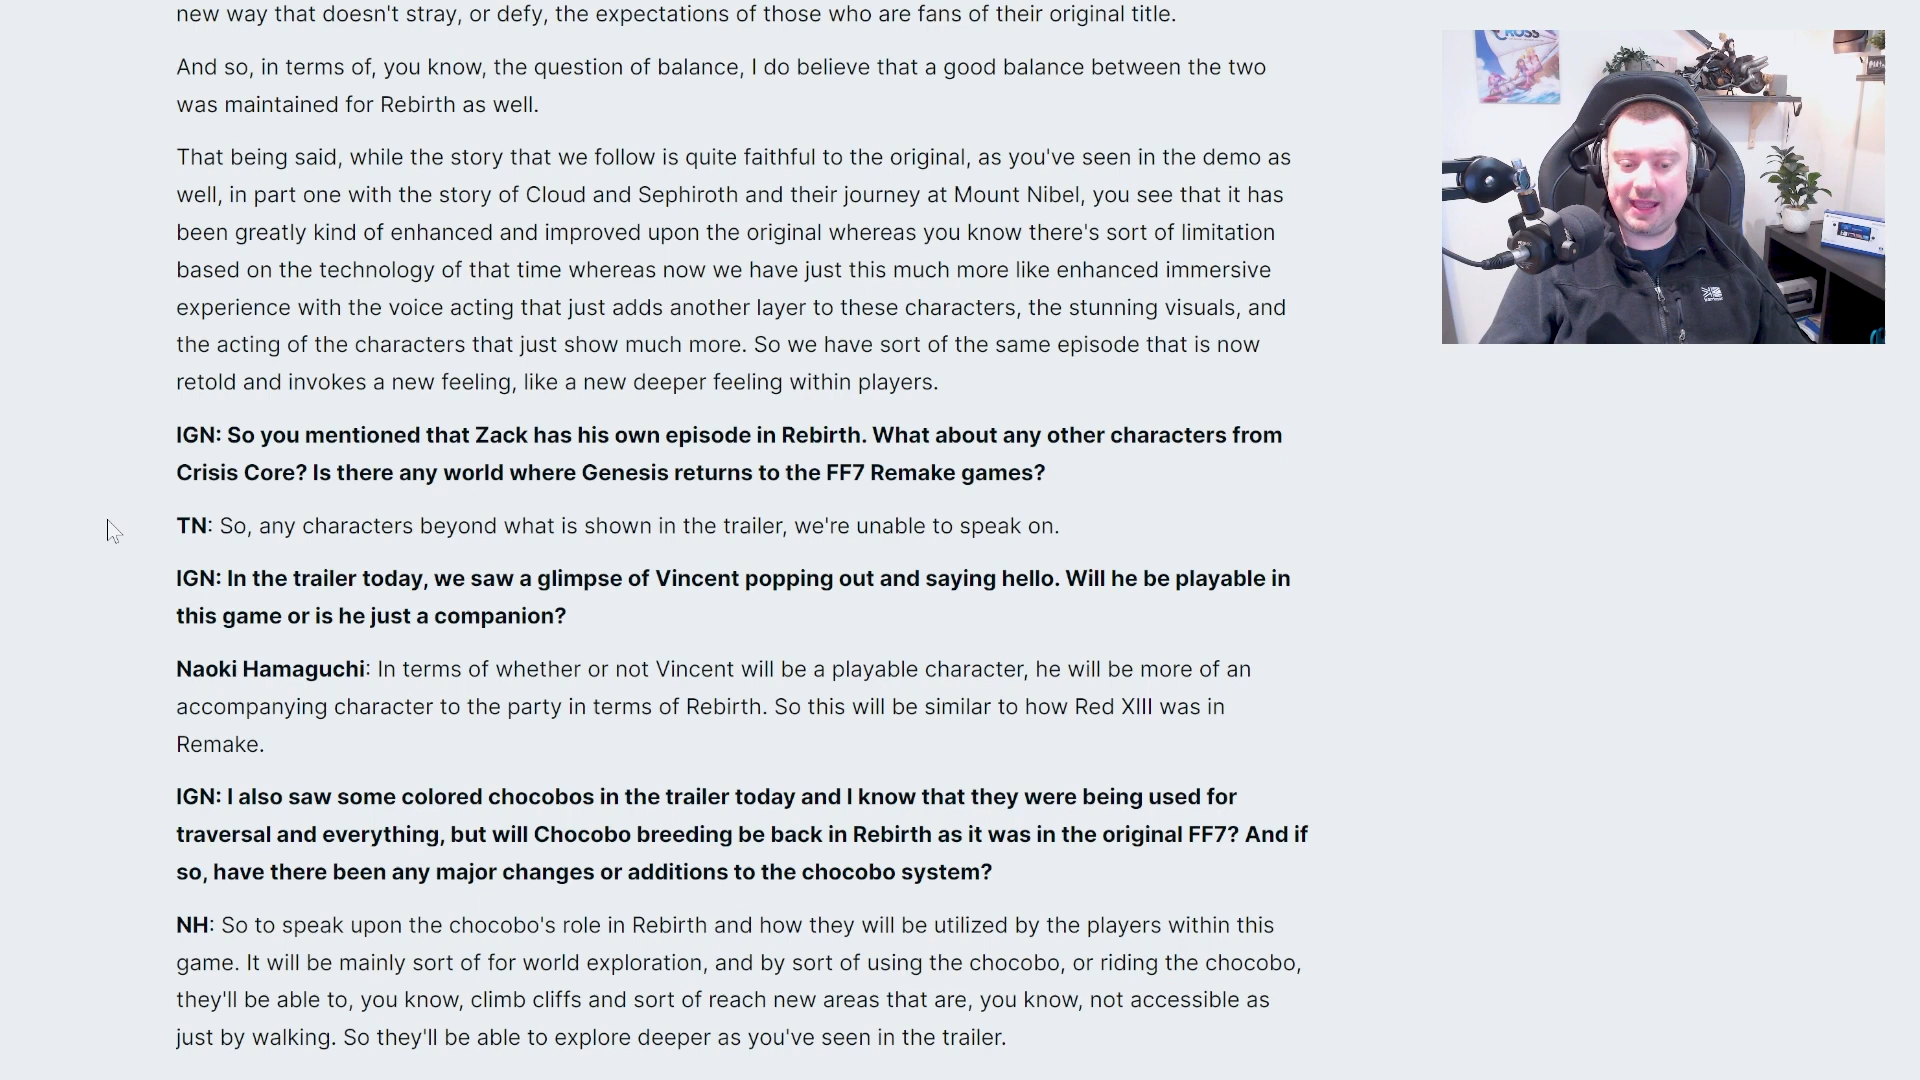 new way that doesn't stray, or defy, the expectations of those who are fans of their original title.
And so, in terms of, you know, the question of balance, I do believe that a good balance between the two
was maintained for Rebirth as well.
That being said, while the story that we follow is quite faithful to the original, as you've seen in the demo as
well, in part one with the story of Cloud and Sephiroth and their journey at Mount Nibel, you see that it has
been greatly kind of enhanced and improved upon the original whereas you know there's sort of limitation
based on the technology of that time whereas now we have just this much more like enhanced immersive
experience with the voice acting that just adds another layer to these characters, the stunning visuals, and
the acting of the characters that just show much more. So we have sort of the same episode that is now
retold and invokes a new feeling, like a new deeper feeling within players.
IGN: So you mentioned that Zack has his own episode in Rebirth. What about any other characters from
Crisis Core? Is there any world where Genesis returns to the FF7 Remake games?
TN: So, any characters beyond what is shown in the trailer, we're unable to speak on.
IGN: In the trailer today, we saw a glimpse of Vincent popping out and saying hello. Will he be playable in
this game or is he just a companion?
Naoki Hamaguchi: In terms of whether or not Vincent will be a playable character, he will be more of an
accompanying character to the party in terms of Rebirth. So this will be similar to how Red XIII was in
Remake.
IGN: I also saw some colored chocobos in the trailer today and I know that they were being used for
traversal and everything, but will Chocobo breeding be back in Rebirth as it was in the original FF7? And if
so, have there been any major changes or additions to the chocobo system?
NH: So to speak upon the chocobo's role in Rebirth and how they will be utilized by the players within this
game. It will be mainly sort of for world exploration, and by sort of using the chocobo, or riding the chocobo,
they'll be able to, you know, climb cliffs and sort of reach new areas that are, you know, not accessible as
just by walking. So they'll be able to explore deeper as you've seen in the trailer.